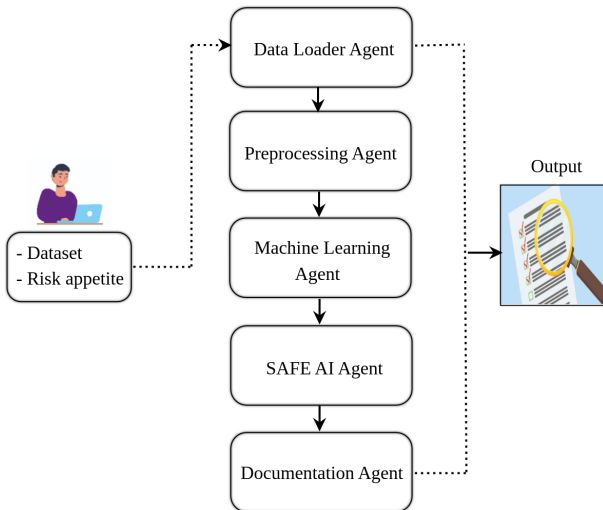 Data Loader Agent
Preprocessing Agent
Output
- Dataset
- Risk appetite
Machine Learning
Agent
SAFE AI Agent
Documentation Agent